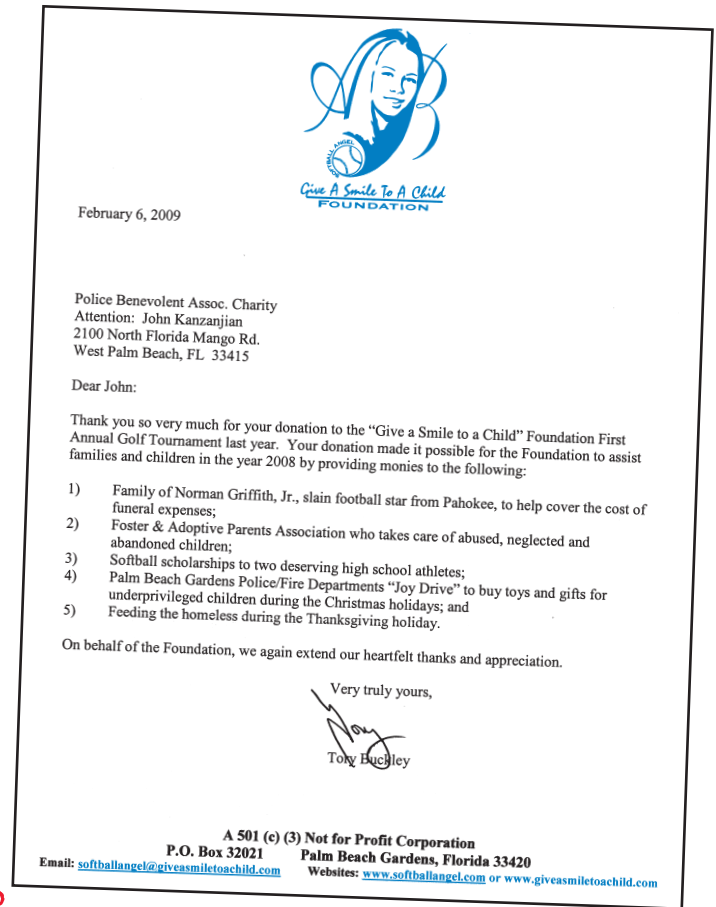 AB
SOFTBALL ANGEL
Give A Smile To A Child
FOUNDATION
February 6, 2009
Police Benevolent Assoc. Charity
Attention: John Kanzanjian
2100 North Florida Mango Rd.
West Palm Beach, FL 33415
Dear John:
Thank you so very much for your donation to the “Give a Smile to a Child” Foundation First
Annual Golf Tournament last year. Your donation made it possible for the Foundation to assist
families and children in the year 2008 by providing monies to the following:
1) Family of Norman Griffith, Jr., slain football star from Pahokee, to help cover the cost of
funeral expenses;
2) Foster & Adoptive Parents Association who takes care of abused, neglected and
abandoned children;
3) Softball scholarships to two deserving high school athletes;
4) Palm Beach Gardens Police/Fire Departments “Joy Drive” to buy toys and gifts for
underprivileged children during the Christmas holidays; and
5) Feeding the homeless during the Thanksgiving holiday.
On behalf of the Foundation, we again extend our heartfelt thanks and appreciation.
Very truly yours,
Tory
Tory Buckley
A 501 (c) (3) Not for Profit Corporation
P.O. Box 32021 Palm Beach Gardens, Florida 33420
Email: softballangel@giveasmiletoachild.com Websites: www.softballangel.com or www.giveasmiletoachild.com